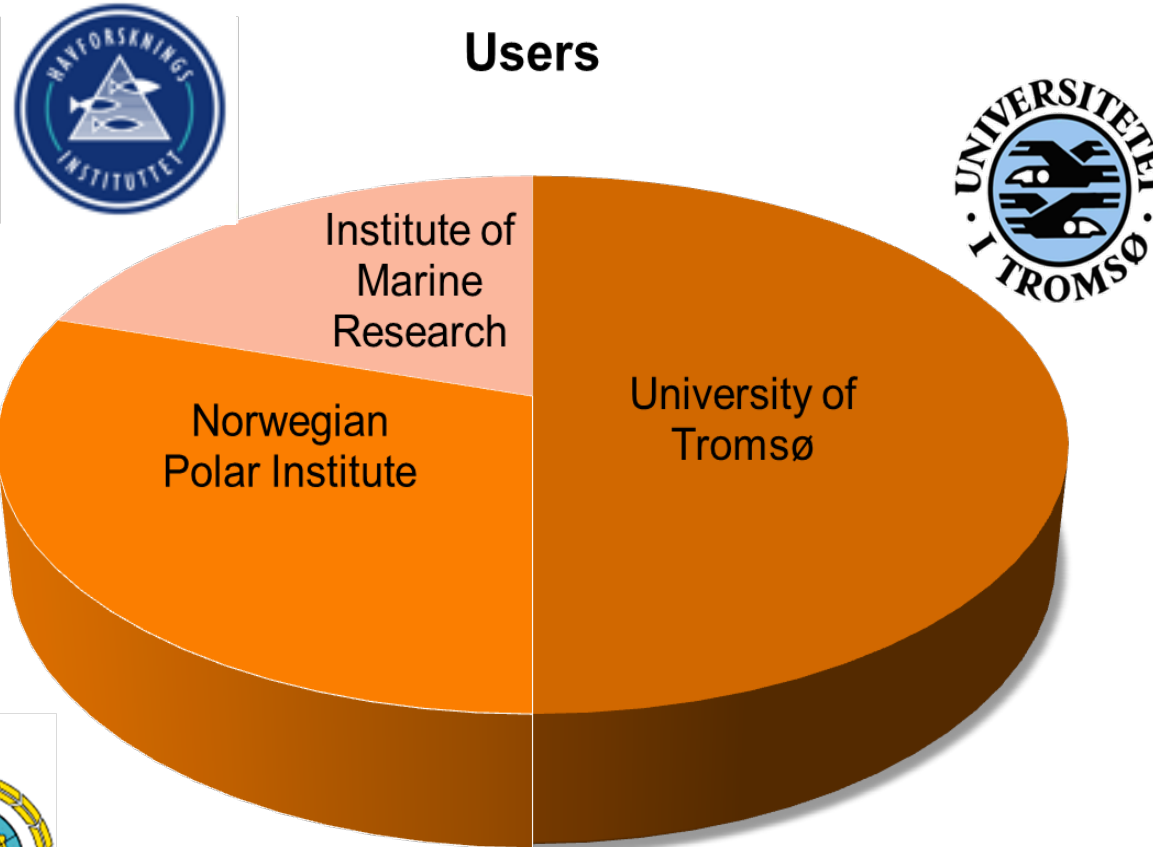 HAVFORSKNINGS
INSTITUTTET
Users
UNIVERSITETET
I TROMSØ
Institute of
Marine
Research
University of
Tromsø
Norwegian
Polar Institute